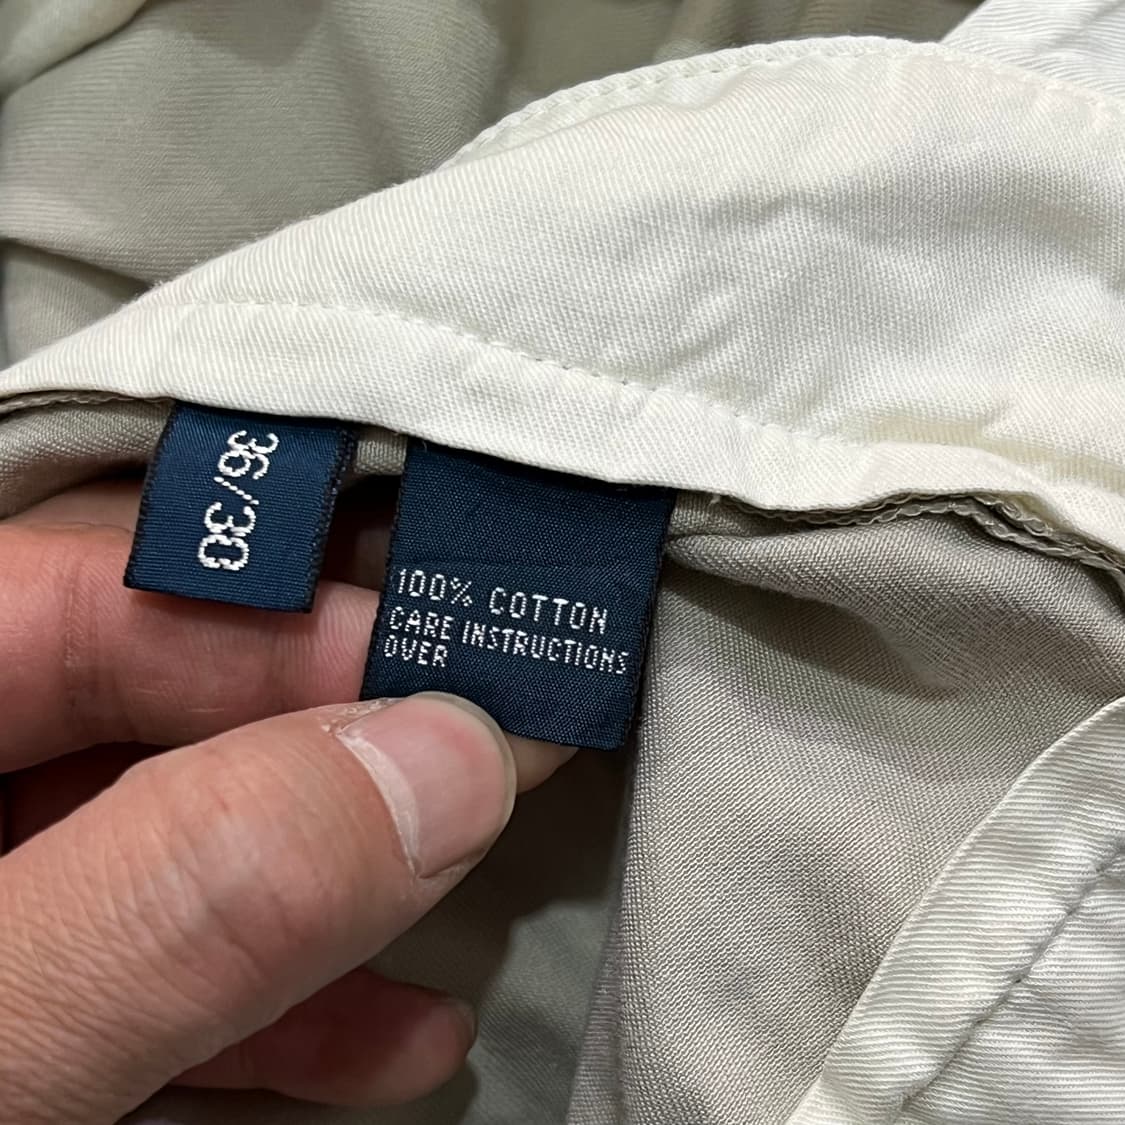 36/30
100% COTTON
CARE INSTRUCTIONS
OVER